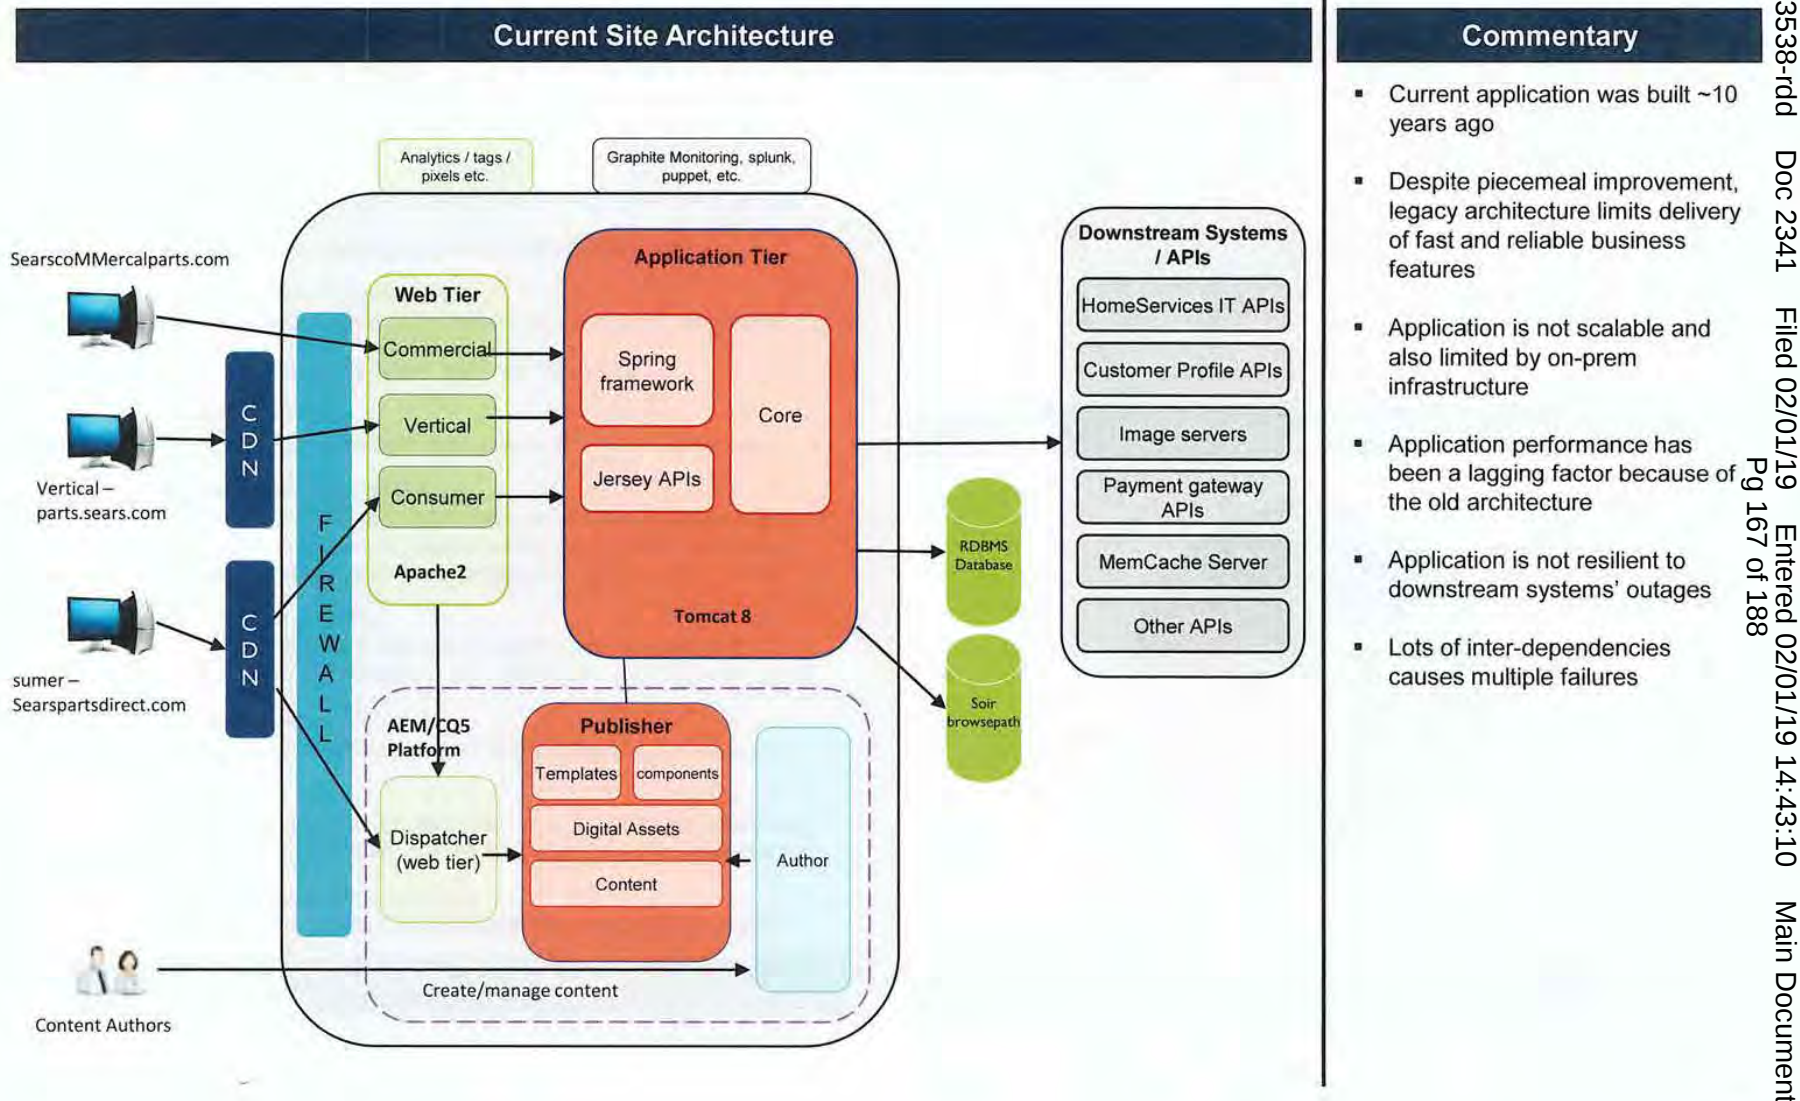 Current Site Architecture
Analytics / tags /
pixels etc.
Graphite Monitoring, splunk,
puppet, etc.
SearscoMMercalparts.com
Vertical –
parts.sears.com
sumer –
Searspartsdirect.com
Content Authors
CDN
CDN
FIREWALL
Web Tier
Commercial
Vertical
Consumer
Apache2
Application Tier
Spring
framework
Jersey APIs
Core
Tomcat 8
AEM/CQ5
Platform
Dispatcher
(web tier)
Publisher
Templates
components
Digital Assets
Content
Author
Create/manage content
RDBMS
Database
Soir
browsepath
Downstream Systems
/ APIs
HomeServices IT APIs
Customer Profile APIs
Image servers
Payment gateway
APIs
MemCache Server
Other APIs
Commentary
▪ Current application was built ~10
years ago
▪ Despite piecemeal improvement,
legacy architecture limits delivery
of fast and reliable business
features
▪ Application is not scalable and
also limited by on-prem
infrastructure
▪ Application performance has
been a lagging factor because of
the old architecture
▪ Application is not resilient to
downstream systems' outages
▪ Lots of inter-dependencies
causes multiple failures
3538-rdd Doc 2341 Filed 02/01/19 Entered 02/01/19 14:43:10 Main Document
Pg 167 of 188